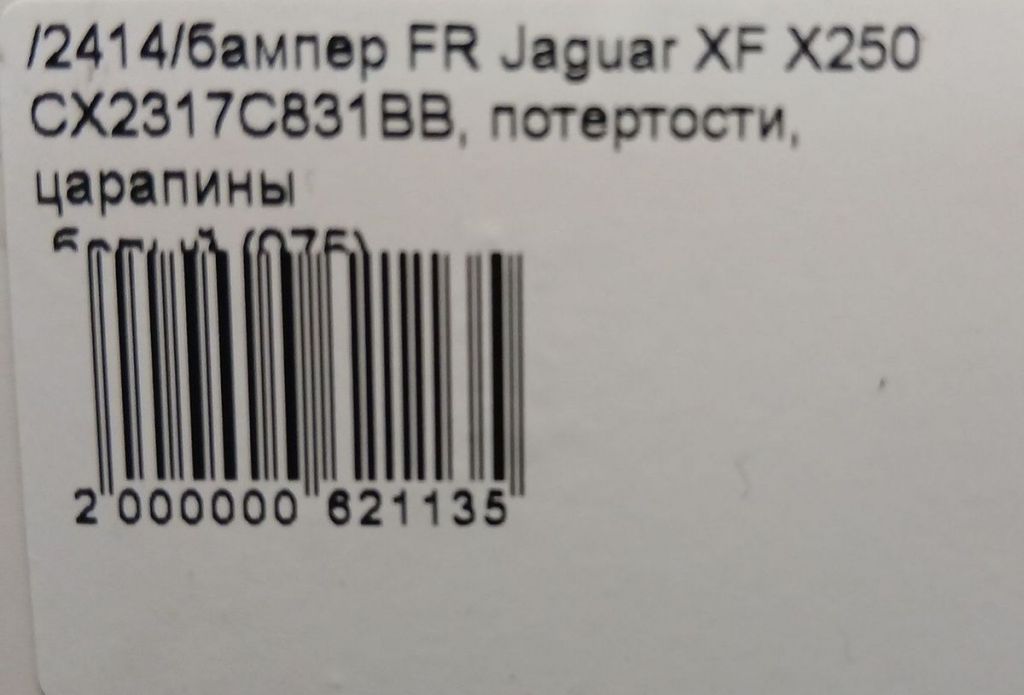 /2414/бампер FR Jaguar XF X250
CX2317C831BB, потертости,
царапины
2 000000 621135